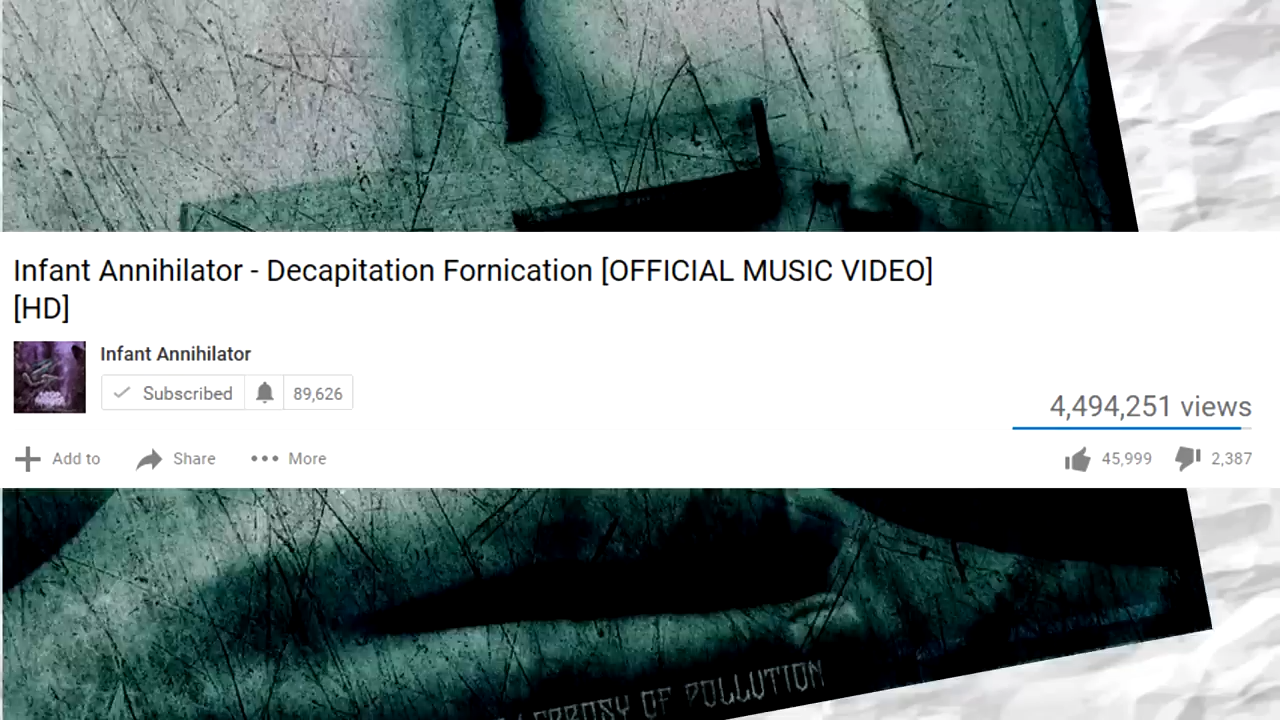 Infant Annihilator - Decapitation Fornication [OFFICIAL MUSIC VIDEO]
[HD]
Infant Annihilator
Subscribed 89,626
4,494,251 views
Add to Share More 45,999 2,387
LEPROSY OF POLLUTION